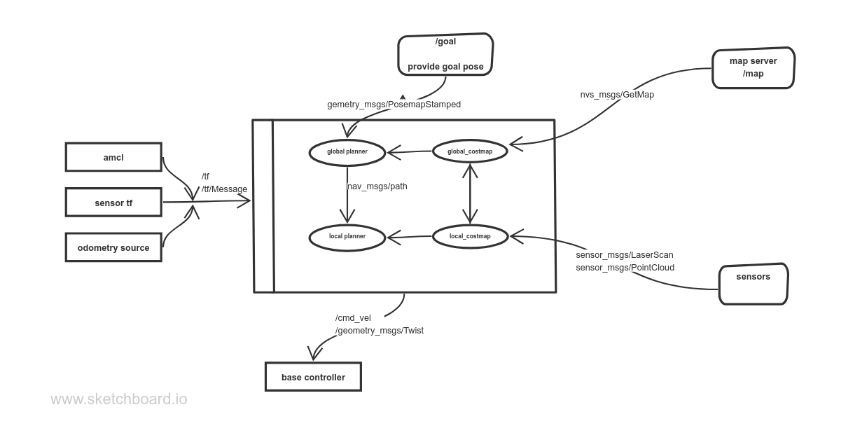 /goal
provide goal pose
map server
/map
gemetry_msgs/PosemapStamped
nvs_msgs/GetMap
amcl
/tf
/tf/Message
sensor tf
odometry source
global planner
global_costmap
nav_msgs/path
local planner
local_costmap
sensor_msgs/LaserScan
sensor_msgs/PointCloud
sensors
/cmd_vel
/geometry_msgs/Twist
base controller
www.sketchboard.io